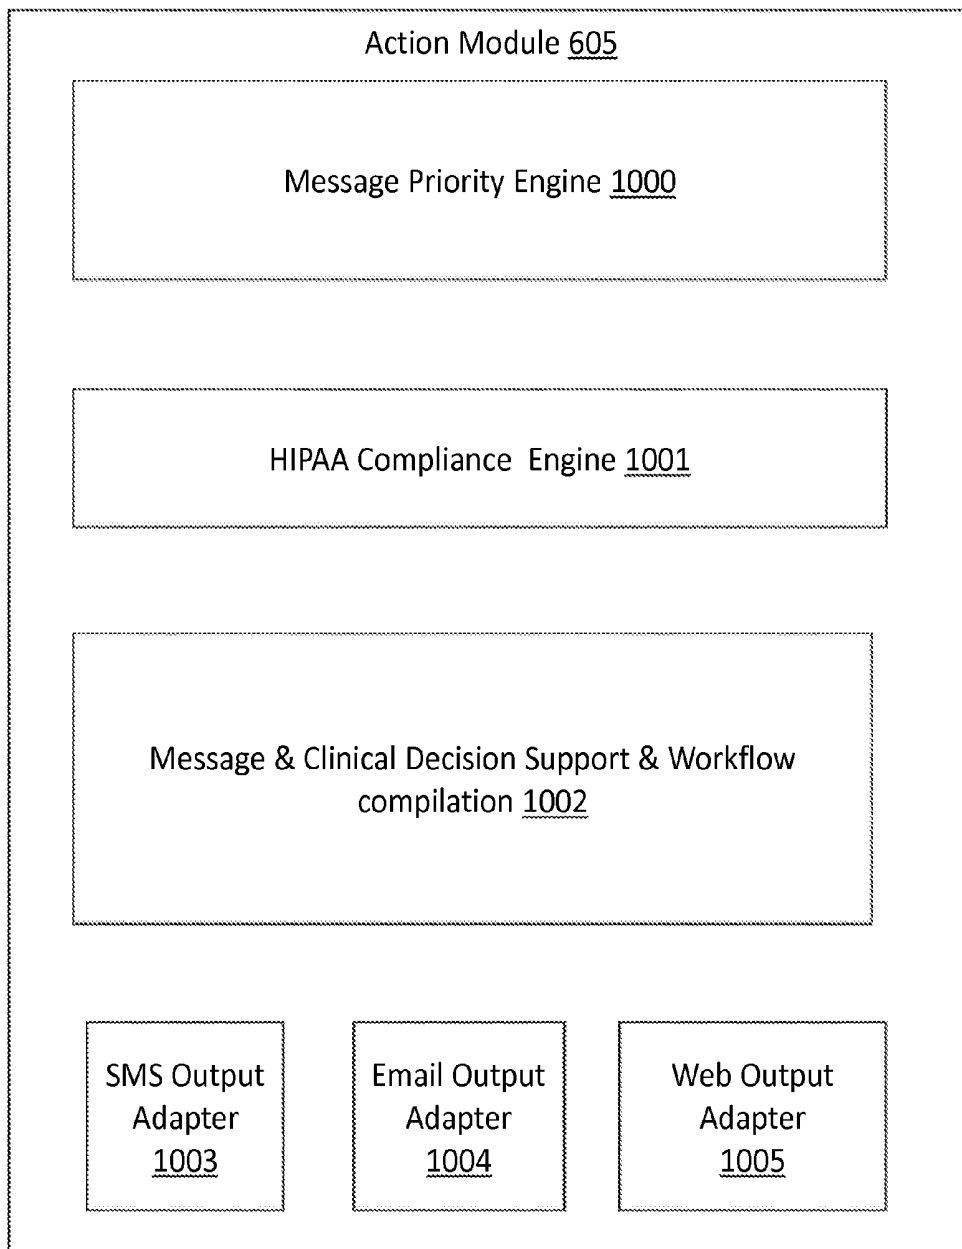 Action Module 605
Message Priority Engine 1000
HIPAA Compliance Engine 1001
Message & Clinical Decision Support & Workflow
compilation 1002
SMS Output
Adapter
1003
Email Output
Adapter
1004
Web Output
Adapter
1005